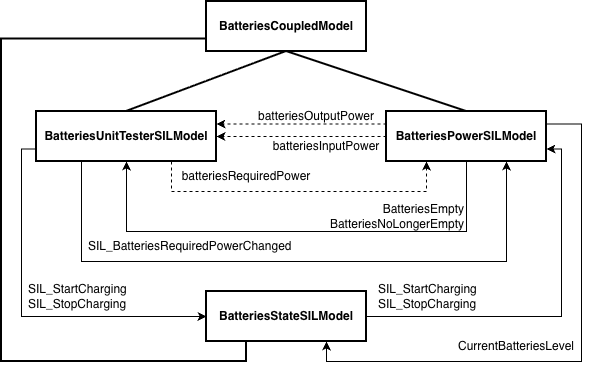 BatteriesCoupledModel
batteriesOutputPower
BatteriesUnitTesterSILModel
BatteriesPowerSILModel
batteriesInputPower
batteriesRequiredPower
BatteriesEmpty
BatteriesNoLongerEmpty
SIL_BatteriesRequiredPowerChanged
SIL_StartCharging
SIL_StopCharging
SIL_StartCharging
SIL_StopCharging
BatteriesStateSILModel
CurrentBatteriesLevel